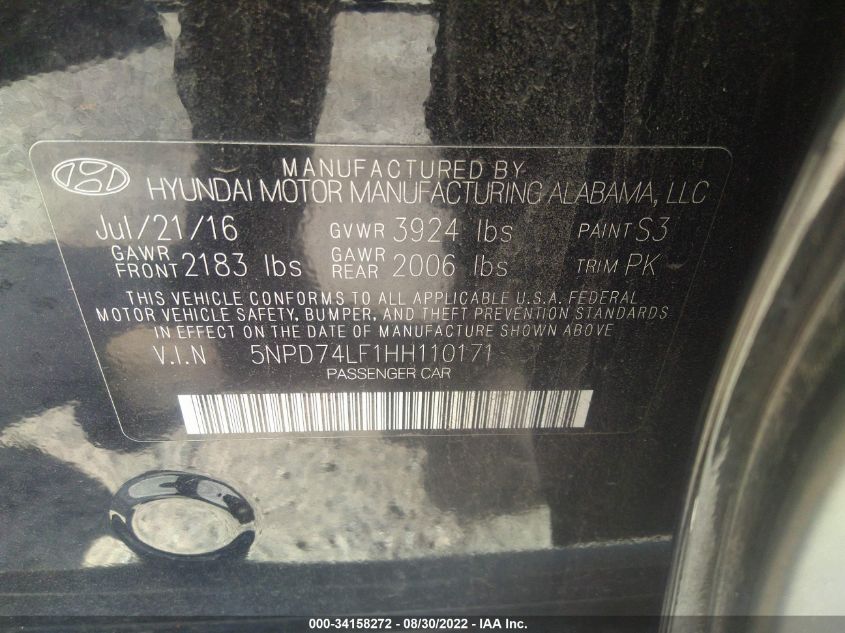 MANUFACTURED BY
HYUNDAI MOTOR MANUFACTURING ALABAMA, LLC
Jul/21/16 GVWR 3924 lbs PAINT S3
GAWR FRONT 2183 lbs GAWR REAR 2006 lbs TRIM PK
THIS VEHICLE CONFORMS TO ALL APPLICABLE U.S.A. FEDERAL
MOTOR VEHICLE SAFETY, BUMPER, AND THEFT PREVENTION STANDARDS
IN EFFECT ON THE DATE OF MANUFACTURE SHOWN ABOVE.
V.I.N 5NPD74LF1HH110171
PASSENGER CAR
000-34158272 - 08/30/2022 - IAA Inc.